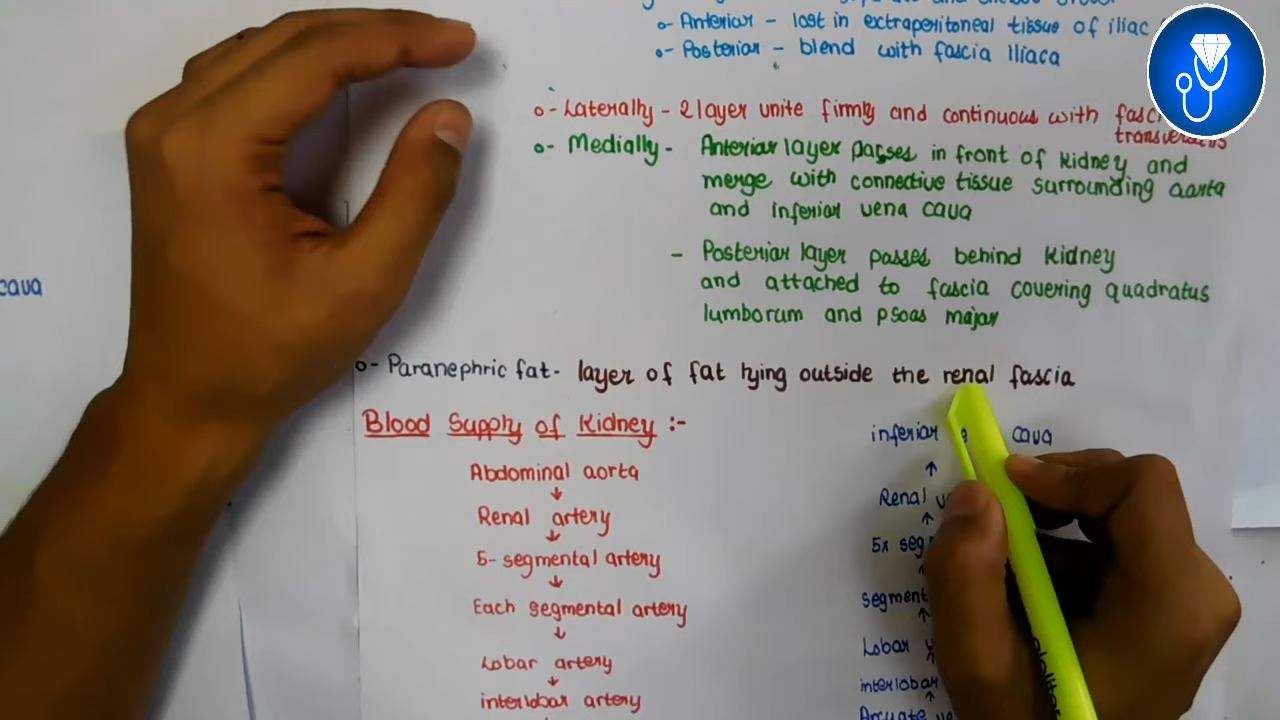 o- Anterior - lost in extraperitoneal tissue of iliac
o- Posterior - blend with fascia Iliaca
o- Laterally - 2 layer unite firmly and continuous with
transversalis
o- Medially - Anterior layer passes in front of kidney and
merge with connective tissue surrounding aorta
and inferior vena cava
- Posterior layer passes behind kidney
and attached to fascia covering quadratus
lumborum and psoas major
cava
o- Paranephric fat - layer of fat lying outside the renal fascia
Blood Supply of Kidney :-
Abdominal aorta
↓
Renal artery
↓
5- segmental artery
↓
Each segmental artery
↓
Lobar artery
↓
interlobar artery
inferior cava
↑
Renal
↑
5x
↑
↑
Lobar
↑
interlobar
↑